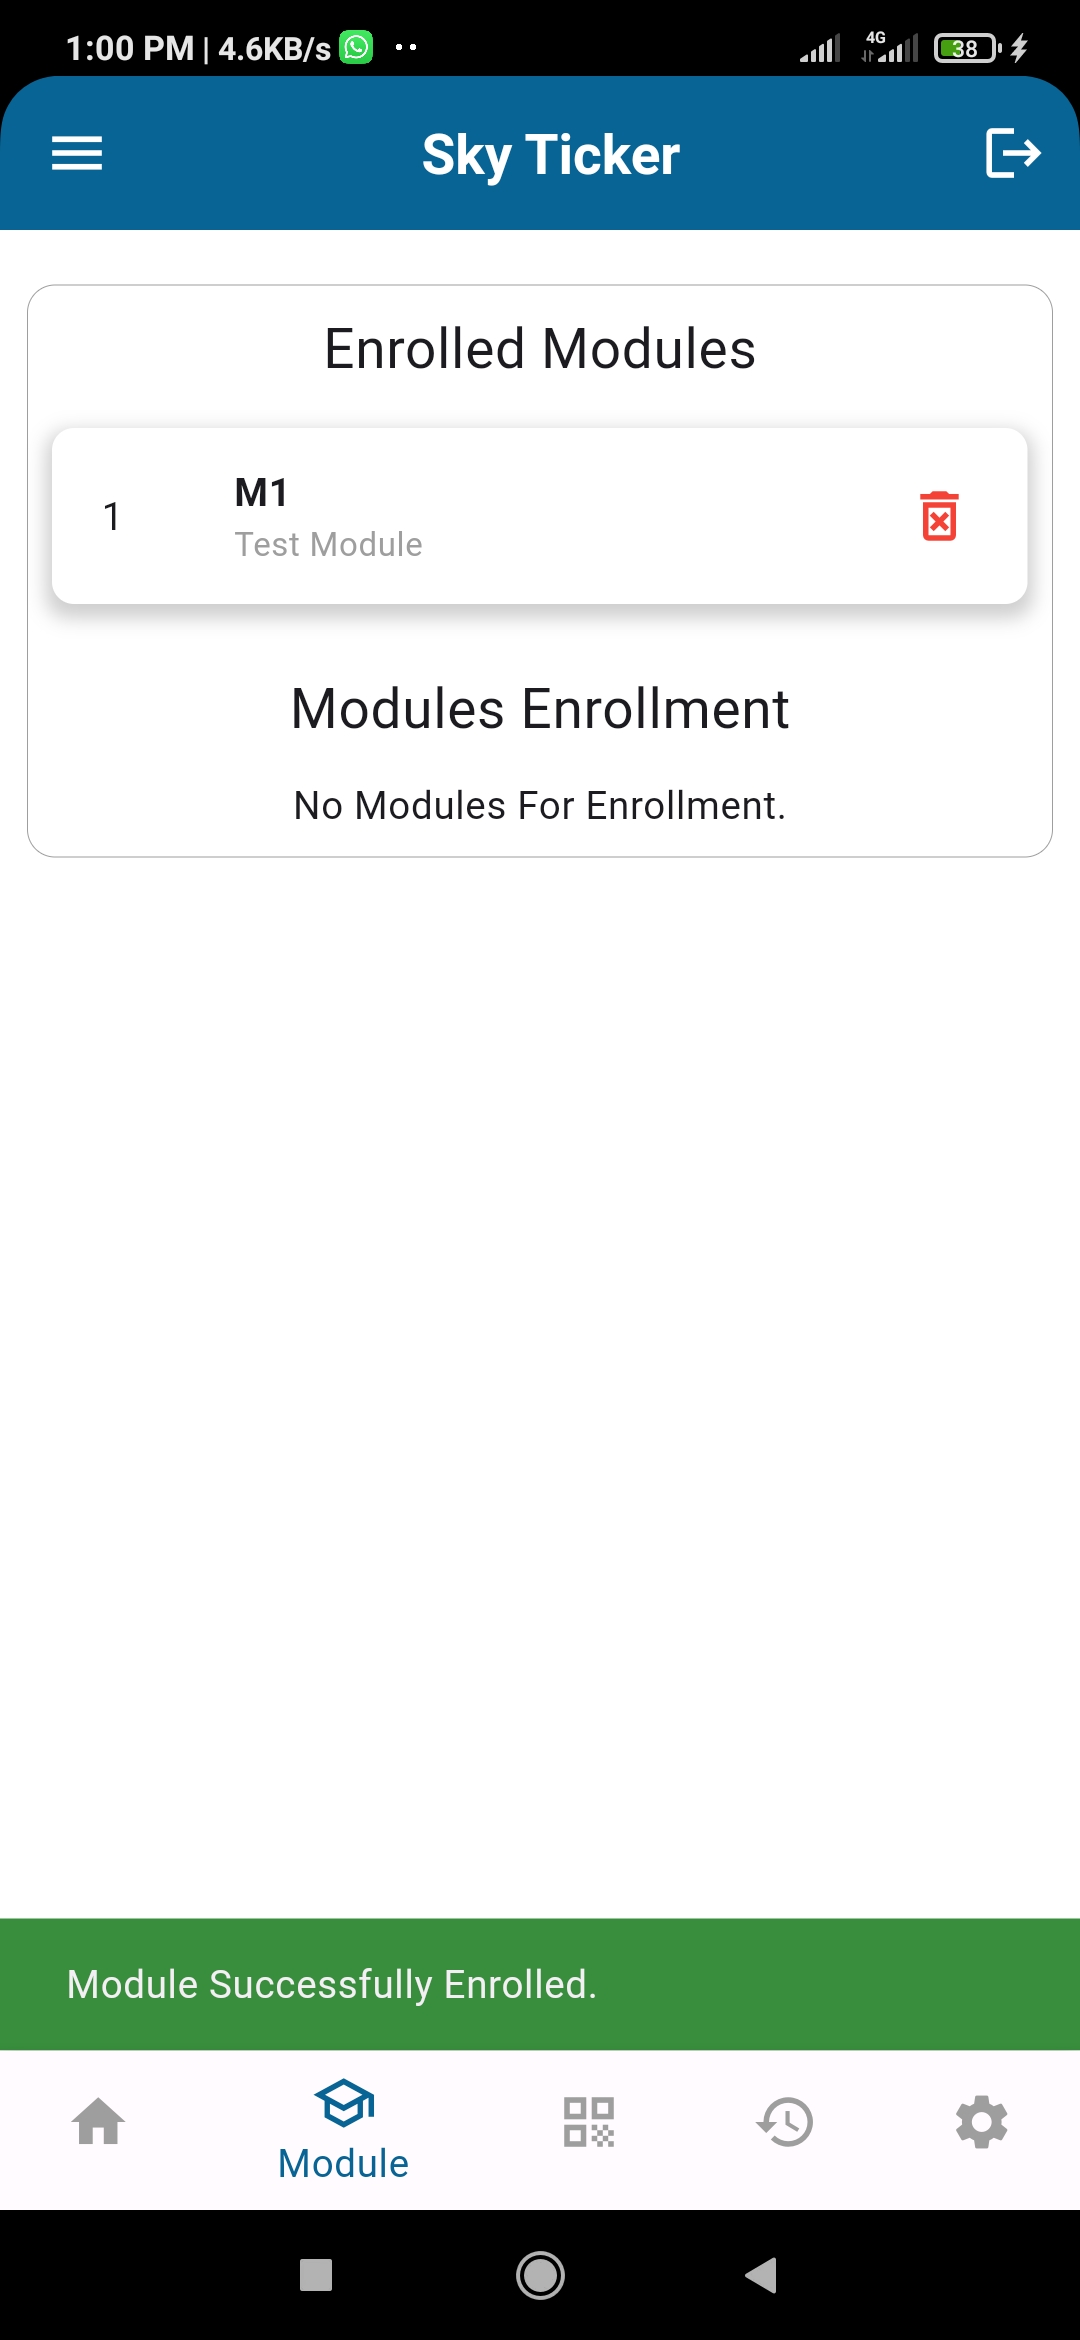 1:00 PM | 4.6KB/s
4G
38
Sky Ticker
Enrolled Modules
1
M1
Test Module
Modules Enrollment
No Modules For Enrollment.
Module Successfully Enrolled.
Module